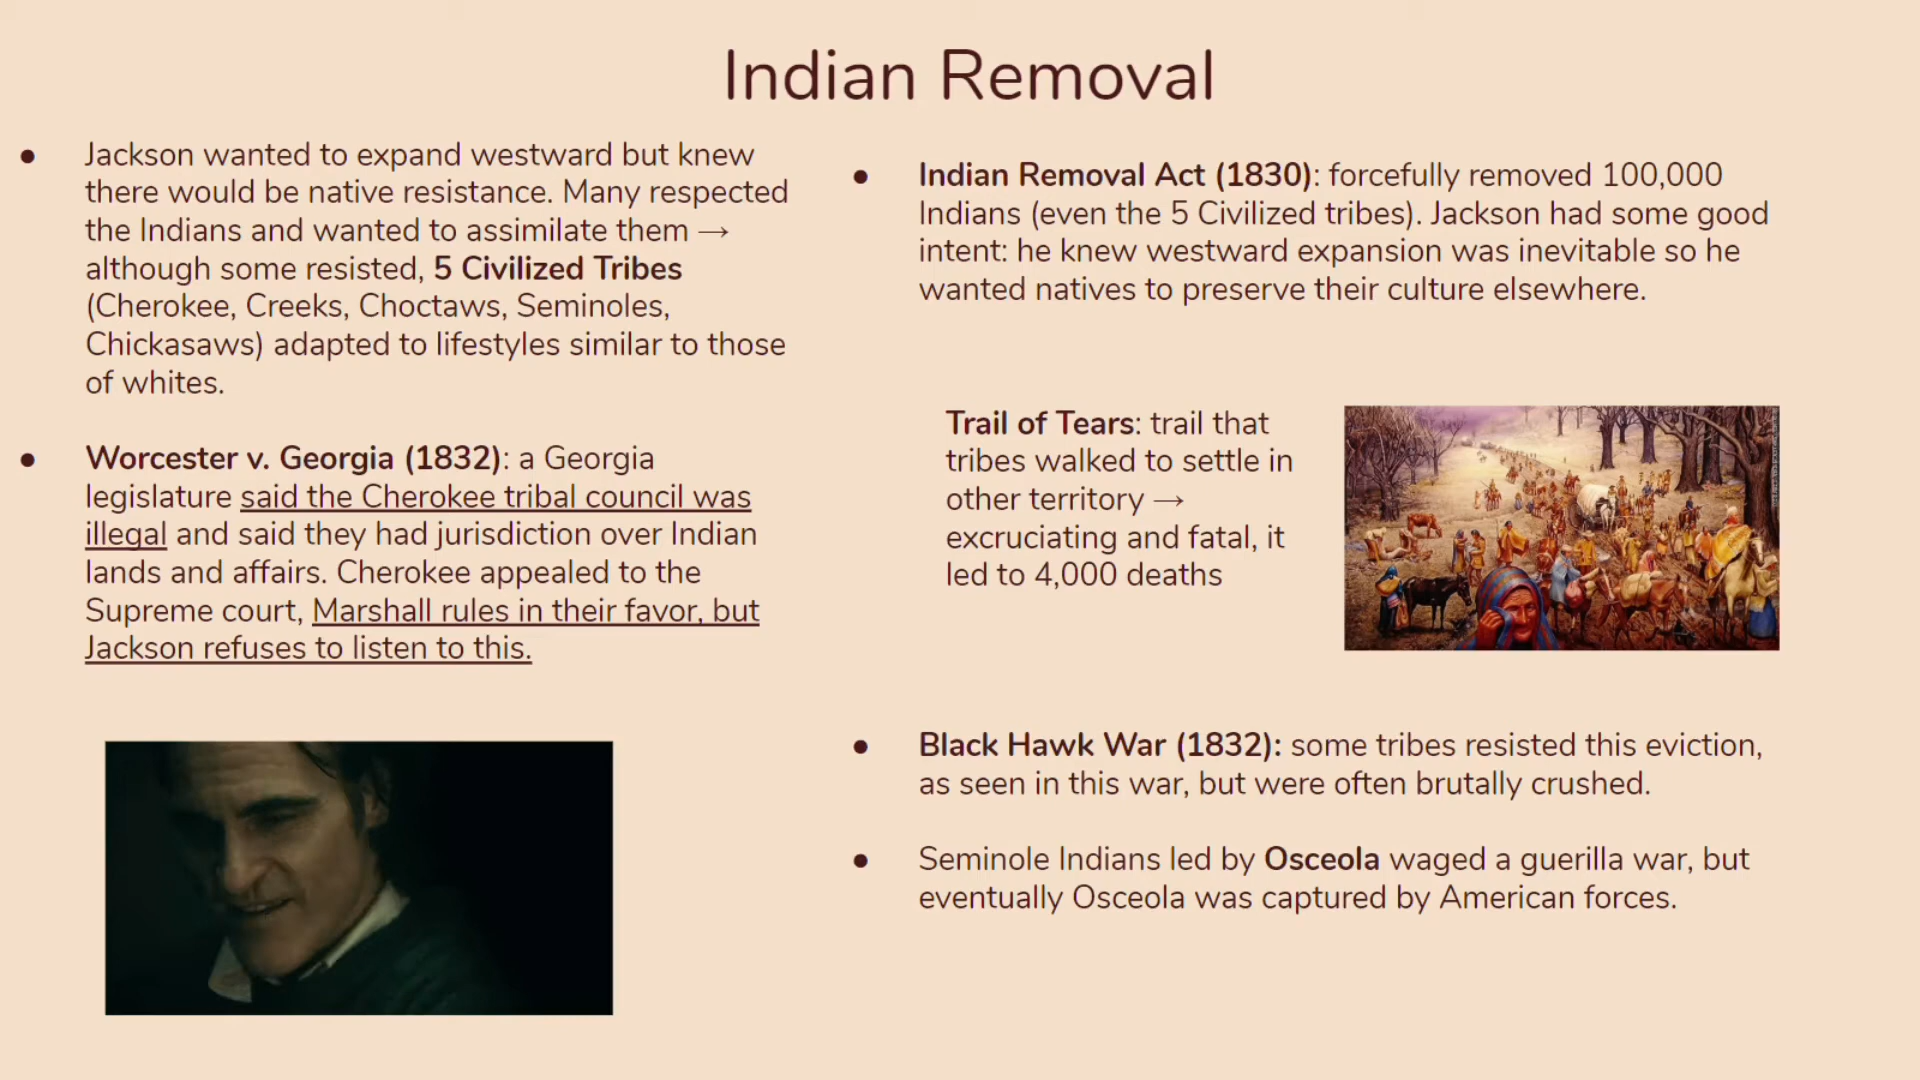 Indian Removal
● Jackson wanted to expand westward but knew
there would be native resistance. Many respected
the Indians and wanted to assimilate them →
although some resisted, 5 Civilized Tribes
(Cherokee, Creeks, Choctaws, Seminoles,
Chickasaws) adapted to lifestyles similar to those
of whites.
● Worcester v. Georgia (1832): a Georgia
legislature said the Cherokee tribal council was
illegal and said they had jurisdiction over Indian
lands and affairs. Cherokee appealed to the
Supreme court, Marshall rules in their favor, but
Jackson refuses to listen to this.
● Indian Removal Act (1830): forcefully removed 100,000
Indians (even the 5 Civilized tribes). Jackson had some good
intent: he knew westward expansion was inevitable so he
wanted natives to preserve their culture elsewhere.
Trail of Tears: trail that
tribes walked to settle in
other territory →
excruciating and fatal, it
led to 4,000 deaths
● Black Hawk War (1832): some tribes resisted this eviction,
as seen in this war, but were often brutally crushed.
● Seminole Indians led by Osceola waged a guerilla war, but
eventually Osceola was captured by American forces.